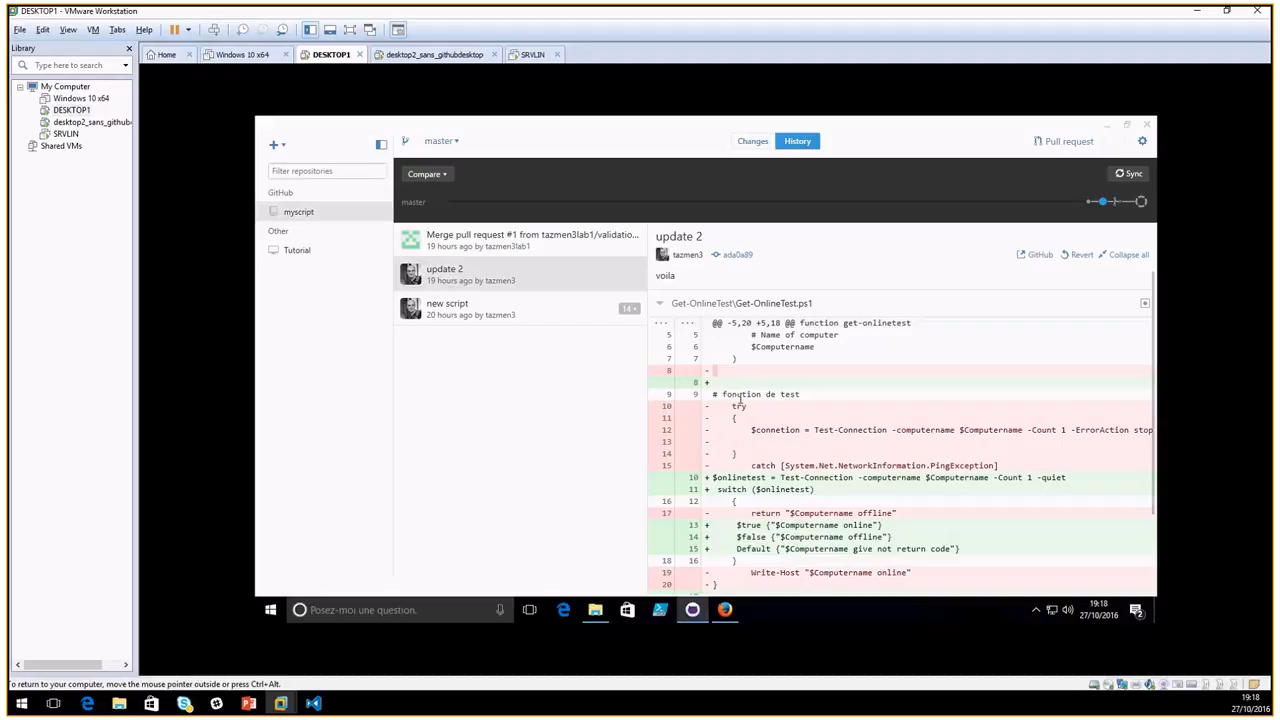 DESKTOP1 - VMware Workstation
File Edit View VM Tabs Help
Library
Type here to search
My Computer
Windows 10 x64
DESKTOP1
desktop2_sans_githubd
SRVLIN
Shared VMs
Home Windows 10 x64 DESKTOP1 desktop2_sans_githubdesktop SRVLIN
master Changes History Pull request
Filter repositories
GitHub
myscript
Other
Tutorial
Compare Sync
master
Merge pull request #1 from tazmen3lab1/validatio...
19 hours ago by tazmen3lab1
update 2
19 hours ago by tazmen3
new script
20 hours ago by tazmen3
14
update 2
tazmen3 ada0a89 GitHub Revert Collapse all
voila
Get-OnlineTest\Get-OnlineTest.ps1
... ... @@ -5,20 +5,18 @@ function get-onlinetest
5 5 # Name of computer
6 6 $Computername
7 7 )
8 -
8 +
9 9 # fonction de test
10 - try
11 - {
12 - $connetion = Test-Connection -computername $Computername -Count 1 -ErrorAction stop
13 -
14 - }
15 - catch [System.Net.NetworkInformation.PingException]
10 +$onlinetest = Test-Connection -computername $Computername -Count 1 -quiet
11 + switch ($onlinetest)
16 12 {
17 - return "$Computername offline"
13 + $true {"$Computername online"}
14 + $false {"$Computername offline"}
15 + Default {"$Computername give not return code"}
18 16 }
19 - Write-Host "$Computername online"
20 - }
Posez-moi une question.
19:18
27/10/2016
2
To return to your computer, move the mouse pointer outside or press Ctrl+Alt.
19:18
27/10/2016